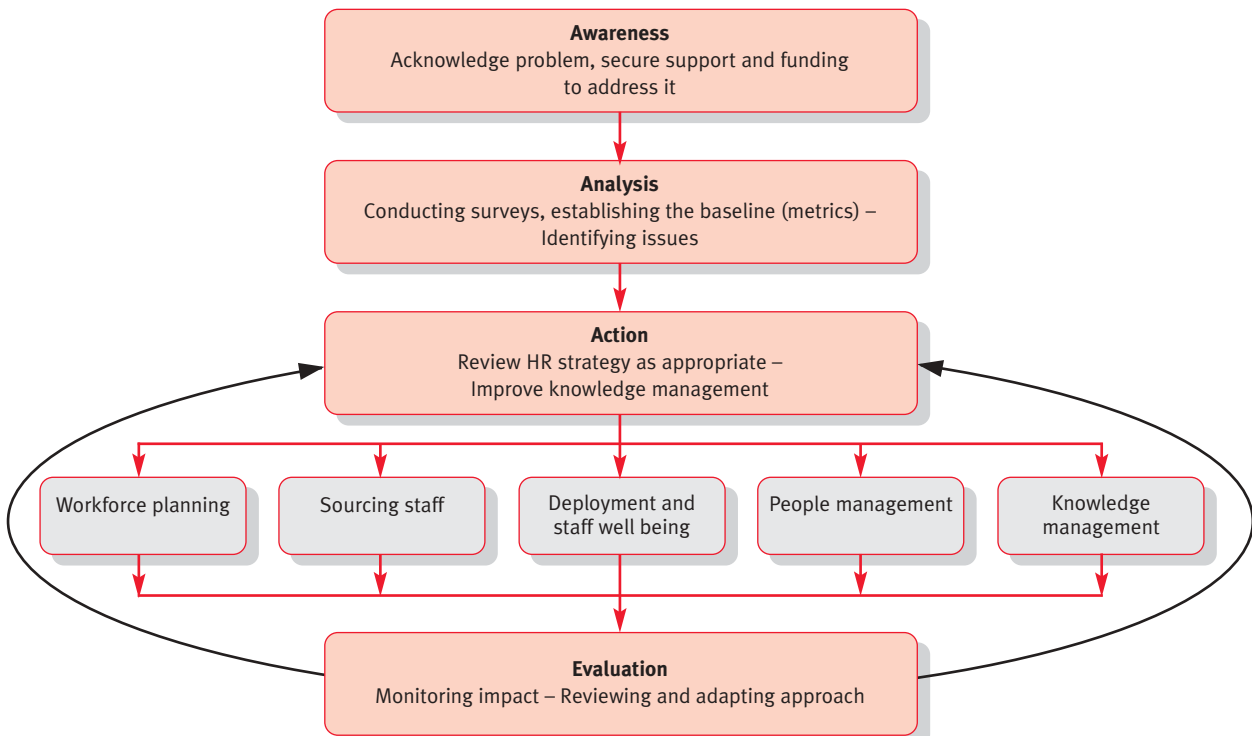 Awareness
Acknowledge problem, secure support and funding
to address it
Analysis
Conducting surveys, establishing the baseline (metrics) –
Identifying issues
Action
Review HR strategy as appropriate –
Improve knowledge management
Workforce planning
Sourcing staff
Deployment and
staff well being
People management
Knowledge
management
Evaluation
Monitoring impact – Reviewing and adapting approach